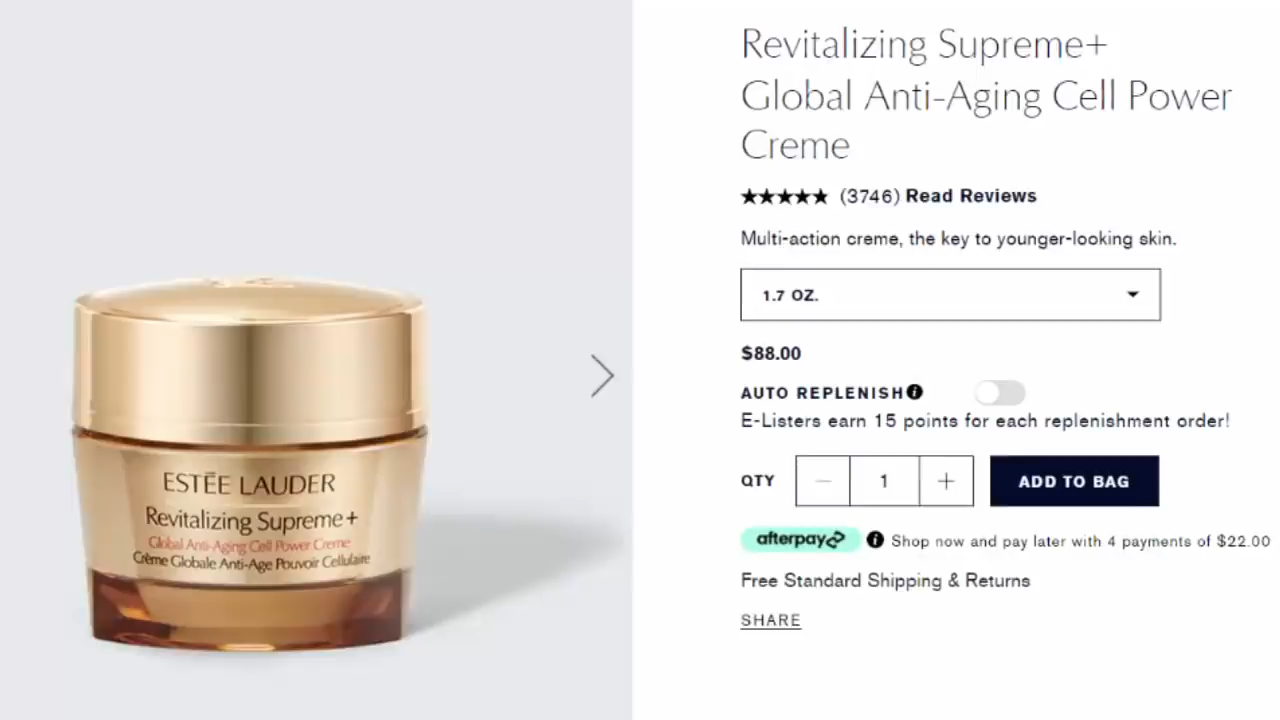 ESTĒE LAUDER
Revitalizing Supreme+
Global Anti-Aging Cell Power Creme
Crème Globale Anti-Age Pouvoir Cellulaire
Revitalizing Supreme+
Global Anti-Aging Cell Power
Creme
(3746) Read Reviews
Multi-action creme, the key to younger-looking skin.
1.7 OZ.
$88.00
AUTO REPLENISH
E-Listers earn 15 points for each replenishment order!
QTY 1 ADD TO BAG
afterpay Shop now and pay later with 4 payments of $22.00
Free Standard Shipping & Returns
SHARE